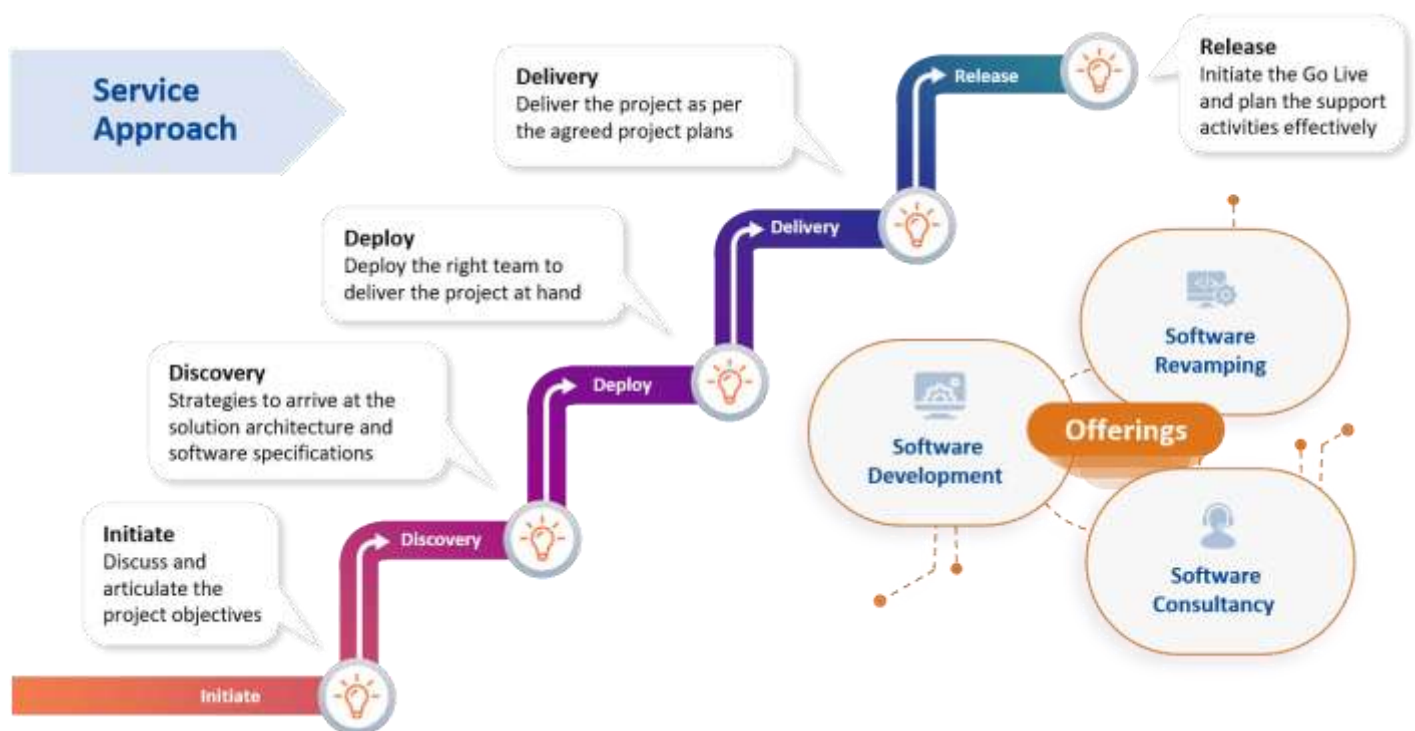 Service
Approach
Delivery
Deliver the project as per
the agreed project plans
Release
Release
Initiate the Go Live
and plan the support
activities effectively
Deploy
Deploy the right team to
deliver the project at hand
Delivery
Discovery
Strategies to arrive at the
solution architecture and
software specifications
Deploy
Initiate
Discuss and
articulate the
project objectives
Discovery
Initiate
Software
Revamping
Offerings
Software
Development
Software
Consultancy